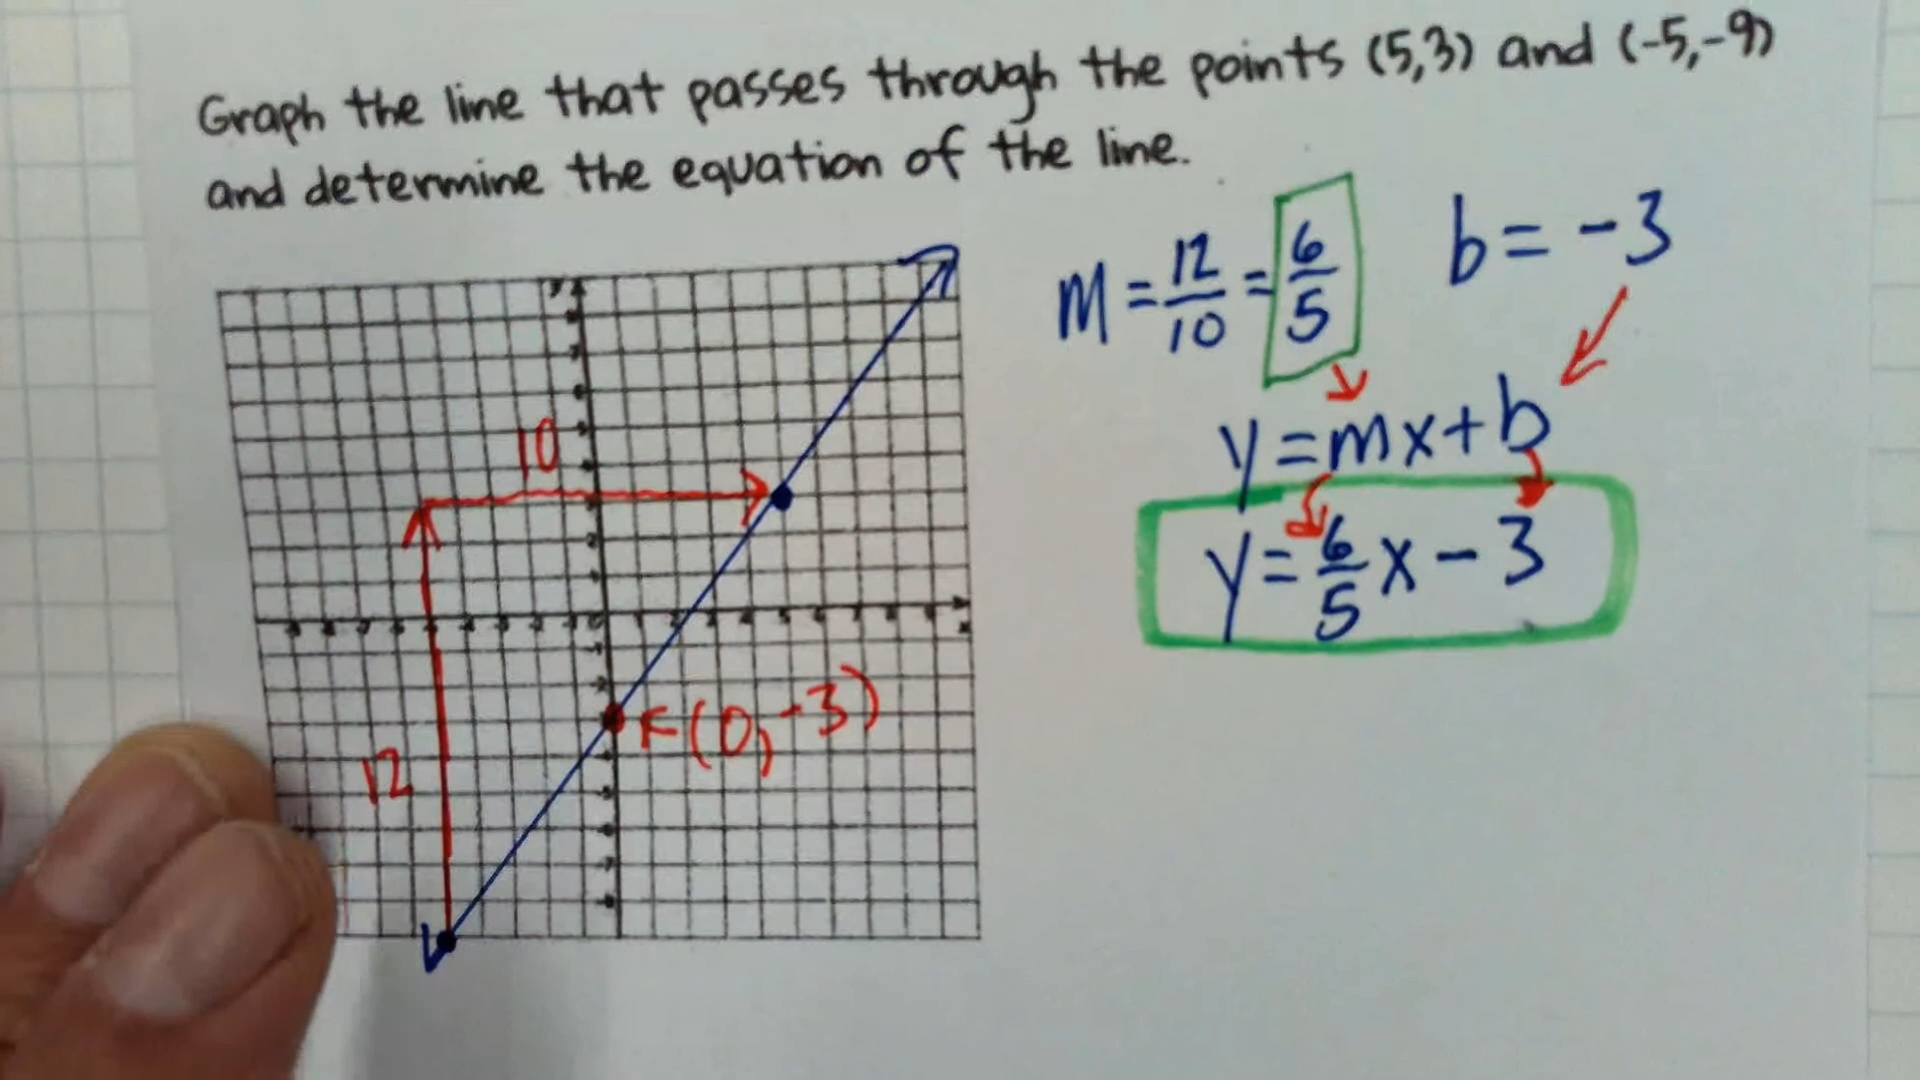 Graph the line that passes through the points (5,3) and (-5,-9)
and determine the equation of the line.
m = 12/10 = 6/5
b = -3
y = mx + b
y = 6/5 x - 3
10
12
(0, -3)